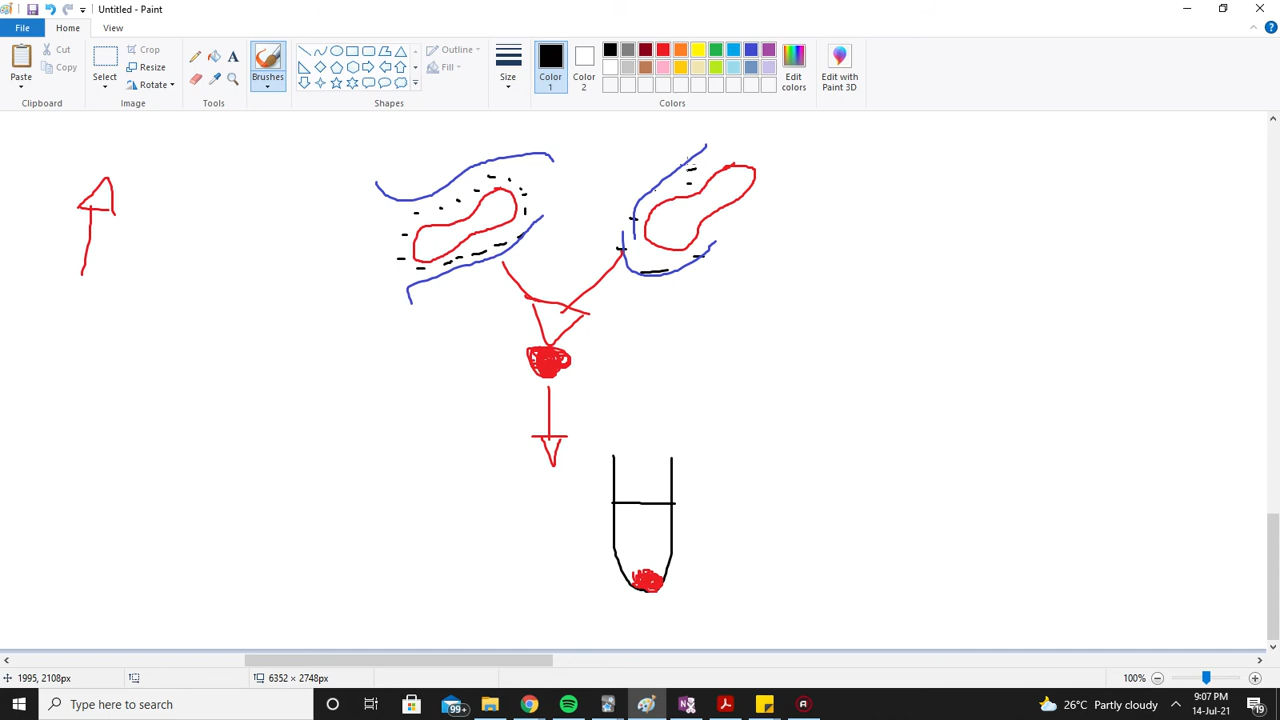 Untitled - Paint
File
Home
View
Paste
Cut
Copy
Clipboard
Select
Crop
Resize
Rotate
Image
A
Tools
Brushes
Outline
Fill
Shapes
Size
Color
1
Color
2
Edit
colors
Edit with
Paint 3D
Colors
1995, 2108px
6352 × 2748px
100%
Type here to search
99+
26°C Partly cloudy
9:07 PM
14-Jul-21
19